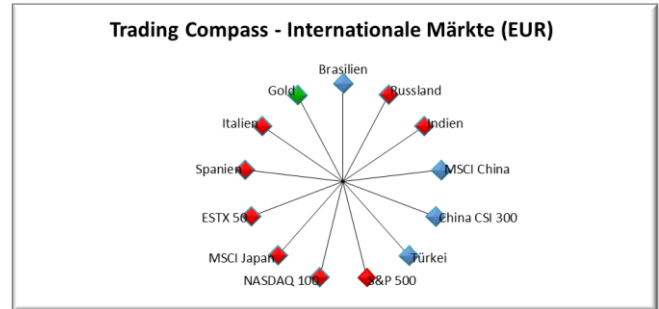 Trading Compass - Internationale Märkte (EUR)
Brasilien
Gold
Russland
Italien
Indien
Spanien
MSCI China
ESTX 50
China CSI 300
MSCI Japan
Türkei
NASDAQ 100
S&P 500